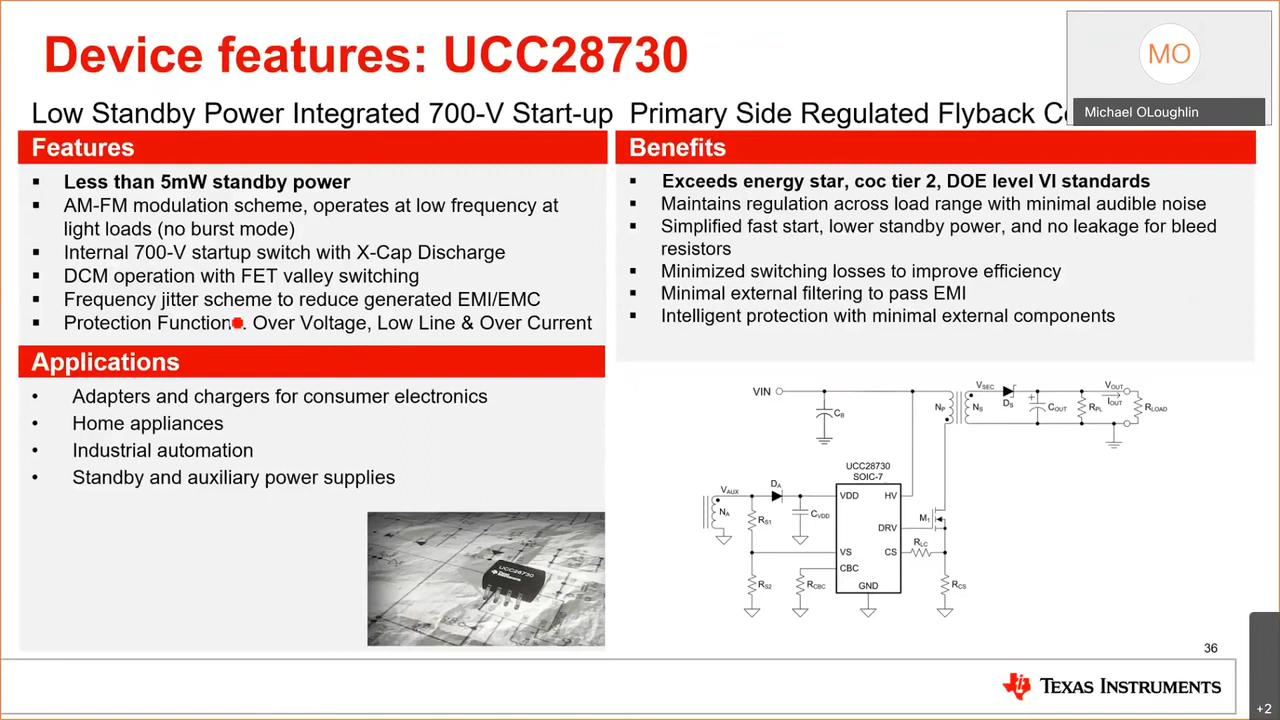 Device features: UCC28730
MO
Michael OLoughlin
Low Standby Power Integrated 700-V Start-up Primary Side Regulated Flyback
Features
▪ Less than 5mW standby power
▪ AM-FM modulation scheme, operates at low frequency at
light loads (no burst mode)
▪ Internal 700-V startup switch with X-Cap Discharge
▪ DCM operation with FET valley switching
▪ Frequency jitter scheme to reduce generated EMI/EMC
▪ Protection Function . Over Voltage, Low Line & Over Current
Benefits
▪ Exceeds energy star, coc tier 2, DOE level VI standards
▪ Maintains regulation across load range with minimal audible noise
▪ Simplified fast start, lower standby power, and no leakage for bleed
resistors
▪ Minimized switching losses to improve efficiency
▪ Minimal external filtering to pass EMI
▪ Intelligent protection with minimal external components
Applications
• Adapters and chargers for consumer electronics
• Home appliances
• Industrial automation
• Standby and auxiliary power supplies
UCC28730
VIN
CB
NP
NS
VSEC
DS
+
COUT
RPL
VOUT
IOUT
RLOAD
UCC28730
SOIC-7
VAUX
NA
DA
RS1
CVDD
VDD
HV
DRV
M1
VS
CS
RLC
CBC
GND
RS2
RCBC
RCS
36
TEXAS INSTRUMENTS
+2